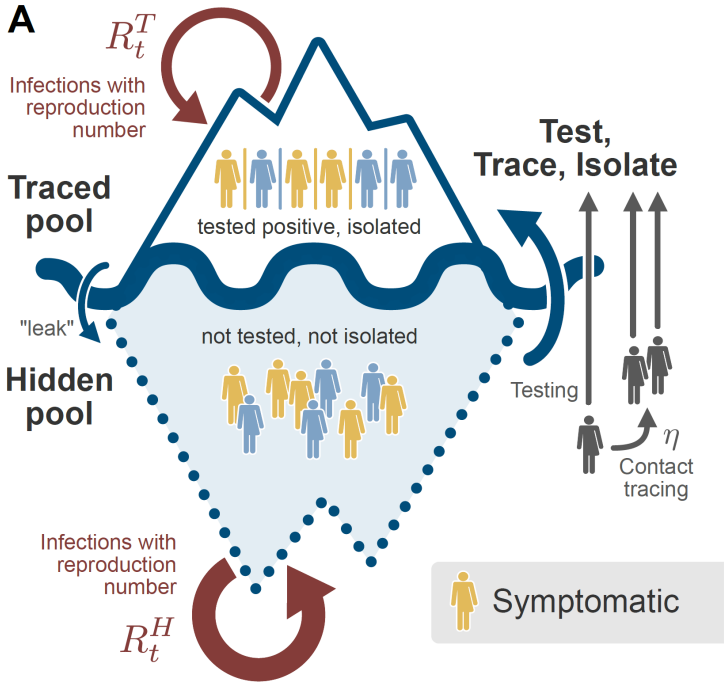 A
R_t^T
Infections with
reproduction
number
Test,
Trace, Isolate
Traced
pool
tested positive, isolated
"leak"
not tested, not isolated
Hidden
pool
Testing
η
Contact
tracing
Infections with
reproduction
number
R_t^H
Symptomatic